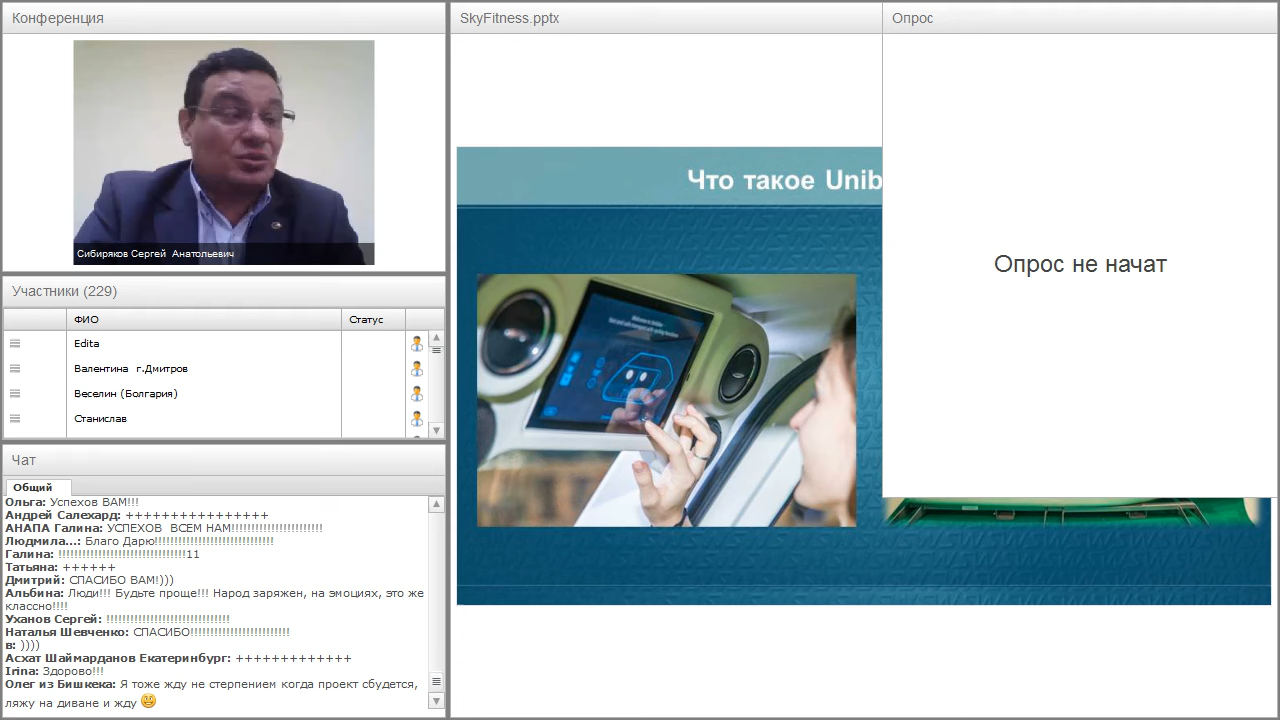 Конференция
Сибиряков Сергей Анатольевич
Участники (229)
ФИО
Статус
Edita
Валентина г.Дмитров
Веселин (Болгария)
Станислав
Чат
Общий
Ольга: Успехов ВАМ!!!
Андрей Салехард: ++++++++++++++++
АНАПА Галина: УСПЕХОВ ВСЕМ НАМ!!!!!!!!!!!!!!!!!!!!!!!
Людмила...: Благо Дарю!!!!!!!!!!!!!!!!!!!!!!!!!!!!!
Галина: !!!!!!!!!!!!!!!!!!!!!!!!!!!!!!!!11
Татьяна: ++++++
Дмитрий: СПАСИБО ВАМ!)))
Альбина: Люди!!! Будьте проще!!! Народ заряжен, на эмоциях, это же
классно!!!!
Уханов Сергей: !!!!!!!!!!!!!!!!!!!!!!!!!!!!!!!
Наталья Шевченко: СПАСИБО!!!!!!!!!!!!!!!!!!!!!!!!!
в: ))))
Асхат Шаймарданов Екатеринбург: +++++++++++++
Irina: Здорово!!!
Олег из Бишкека: Я тоже жду не стерпением когда проект сбудется,
ляжу на диване и жду
SkyFitness.pptx
Что такое Unib
Опрос
Опрос не начат